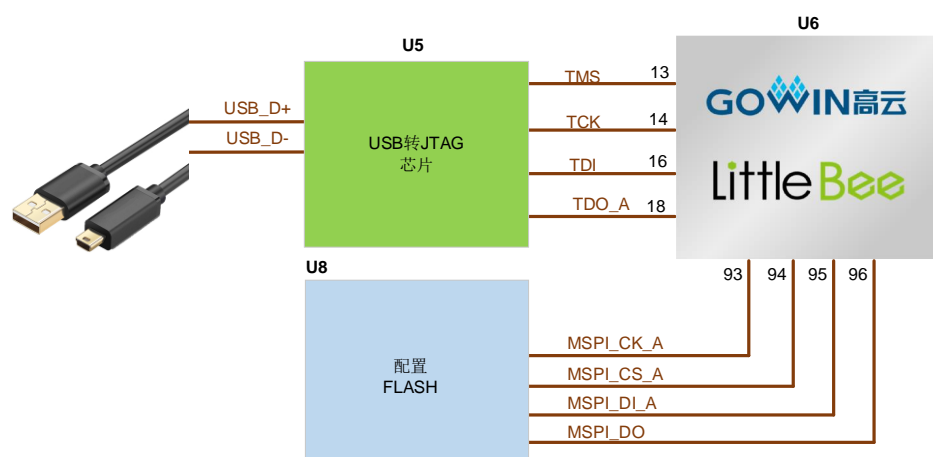 U6
U5
USB_D+
USB_D-
USB转JTAG
芯片
TMS 13
TCK 14
TDI 16
TDO_A 18
GOWIN高云
LittleBee
U8
93 94 95 96
配置
FLASH
MSPI_CK_A
MSPI_CS_A
MSPI_DI_A
MSPI_DO